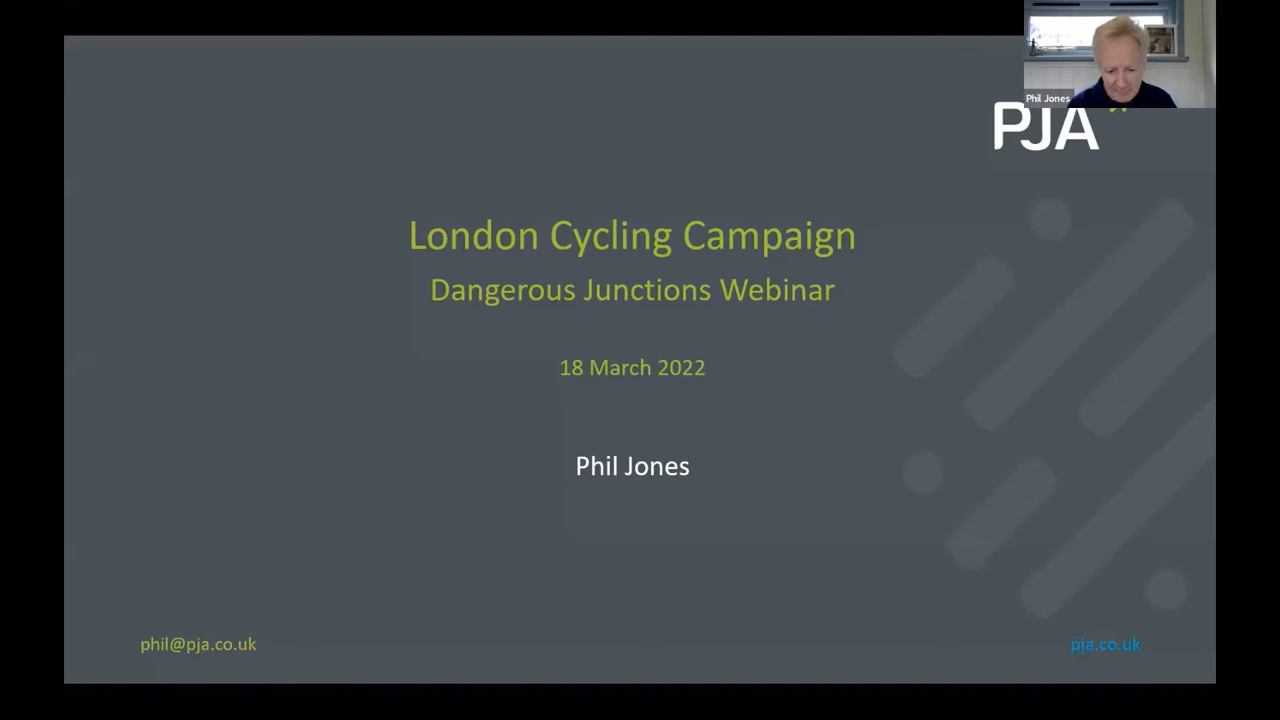 Phil Jones
PJA
London Cycling Campaign
Dangerous Junctions Webinar
18 March 2022
Phil Jones
phil@pja.co.uk
pja.co.uk